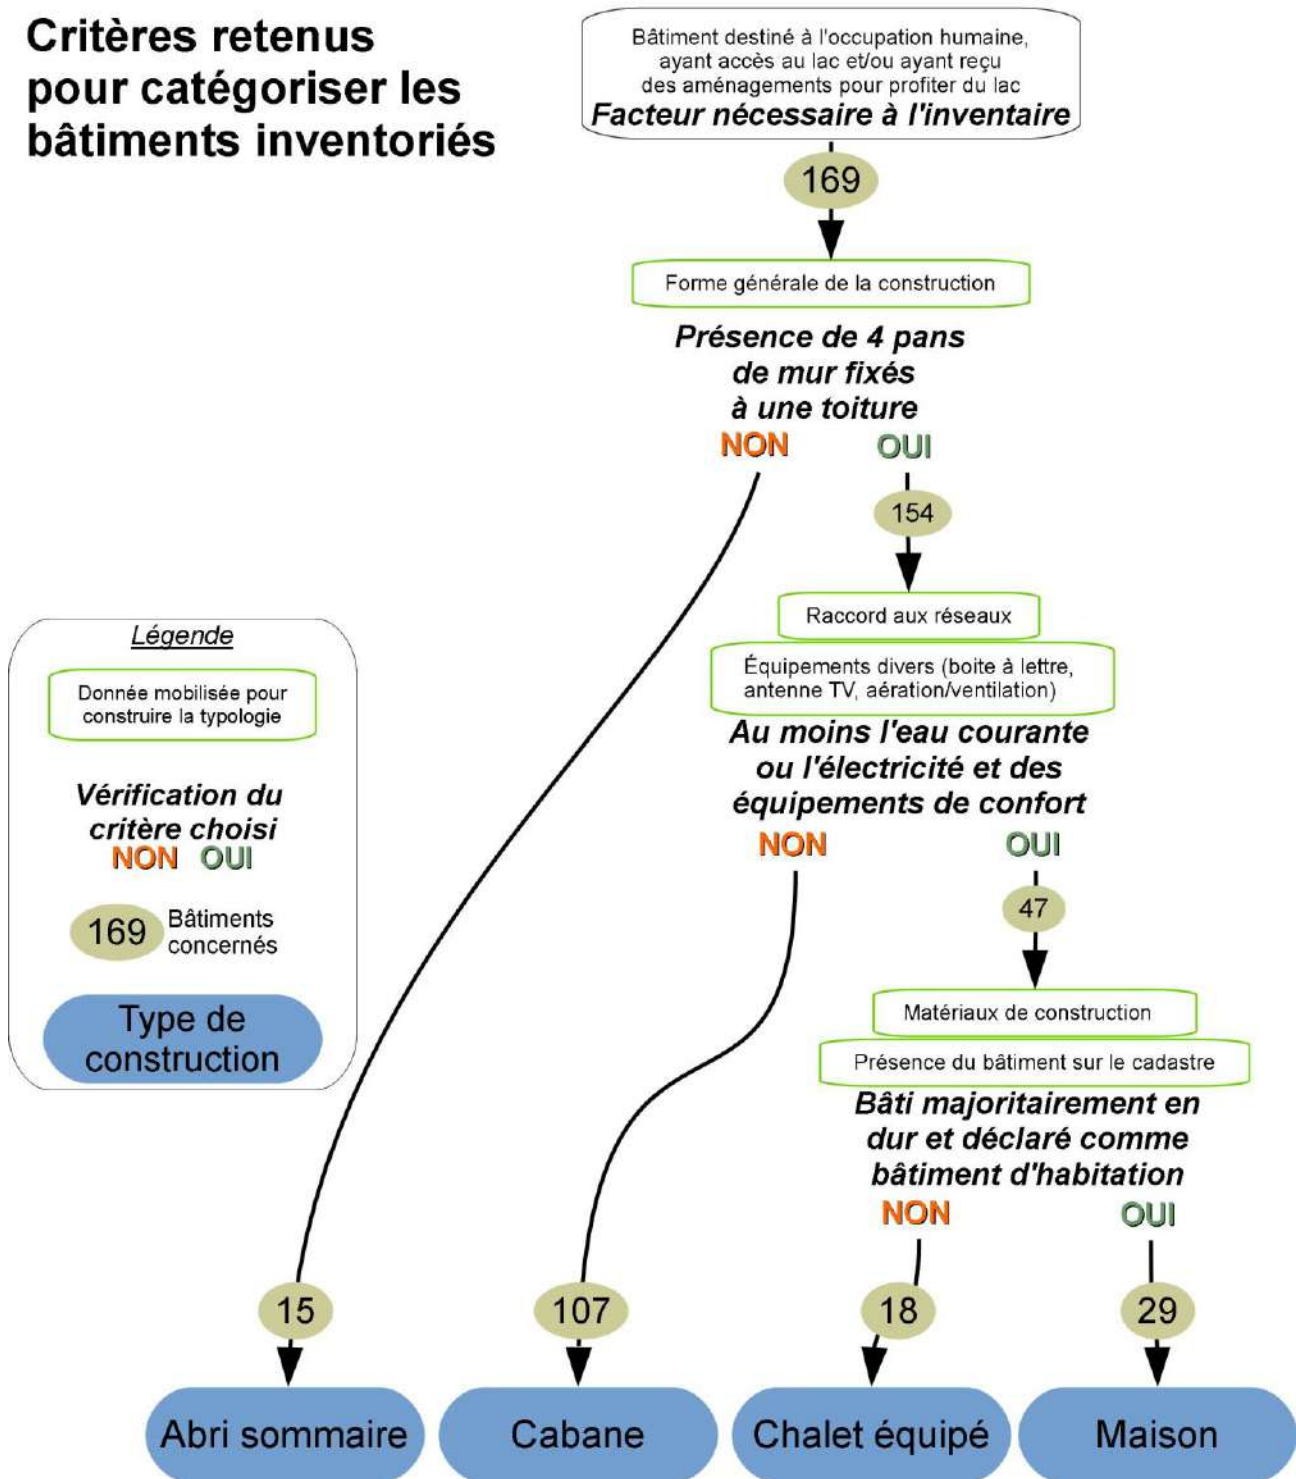 Critères retenus
pour catégoriser les
bâtiments inventoriés
Bâtiment destiné à l'occupation humaine,
ayant accès au lac et/ou ayant reçu
des aménagements pour profiter du lac
Facteur nécessaire à l'inventaire
169
Forme générale de la construction
Présence de 4 pans
de mur fixés
à une toiture
NON OUI
154
Raccord aux réseaux
Équipements divers (boite à lettre,
antenne TV, aération/ventilation)
Au moins l'eau courante
ou l'électricité et des
équipements de confort
NON OUI
47
Matériaux de construction
Présence du bâtiment sur le cadastre
Bâti majoritairement en
dur et déclaré comme
bâtiment d'habitation
NON OUI
15 107 18 29
Abri sommaire Cabane Chalet équipé Maison
Légende
Donnée mobilisée pour
construire la typologie
Vérification du
critère choisi
NON OUI
169 Bâtiments
concernés
Type de
construction